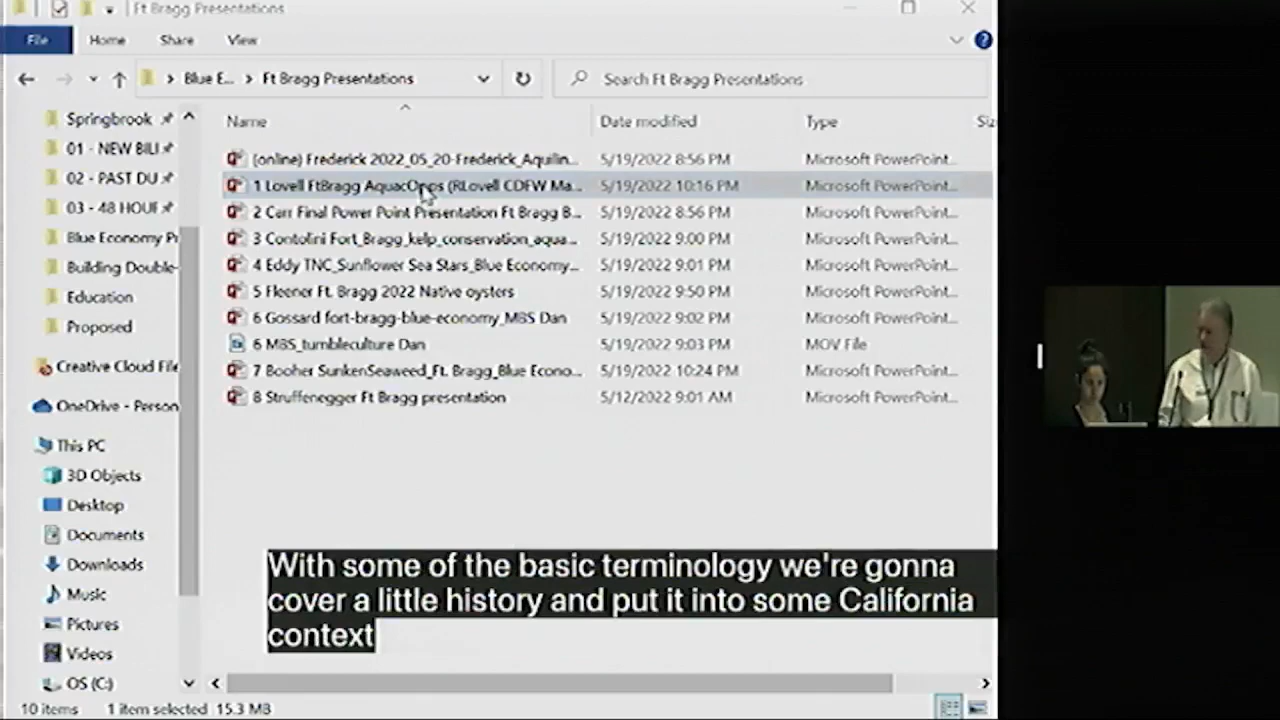 Ft Bragg Presentations
File Home Share View
Blue E... Ft Bragg Presentations Search Ft Bragg Presentations
Name Date modified Type Siz
Springbrook
01 - NEW BILI
02 - PAST DU
03 - 48 HOUR
Blue Economy Pr
Building Double-
Education
Proposed
Creative Cloud File
OneDrive - Person
This PC
3D Objects
Desktop
Documents
Downloads
Music
Pictures
Videos
OS (C:)
(online) Frederick 2022_05_20-Frederick_Aquilin... 5/19/2022 8:56 PM Microsoft PowerPoint...
1 Lovell FtBragg AquacOpps (RLovell CDFW Ma... 5/19/2022 10:16 PM Microsoft PowerPoint...
2 Carr Final Power Point Presentation Ft Bragg B... 5/19/2022 8:56 PM Microsoft PowerPoint...
3 Contolini Fort_Bragg_kelp_conservation_aqua... 5/19/2022 9:00 PM Microsoft PowerPoint...
4 Eddy TNC_Sunflower Sea Stars_Blue Economy... 5/19/2022 9:01 PM Microsoft PowerPoint...
5 Fleener Ft. Bragg 2022 Native oysters 5/19/2022 9:50 PM Microsoft PowerPoint...
6 Gossard fort-bragg-blue-economy_MBS Dan 5/19/2022 9:02 PM Microsoft PowerPoint...
6 MBS_tumbleculture Dan 5/19/2022 9:03 PM MOV File
7 Booher SunkenSeaweed_Ft. Bragg_Blue Econo... 5/19/2022 10:24 PM Microsoft PowerPoint...
8 Struffenegger Ft Bragg presentation 5/12/2022 9:01 AM Microsoft PowerPoint...
With some of the basic terminology we're gonna
cover a little history and put it into some California
context
10 items 1 item selected 15.3 MB